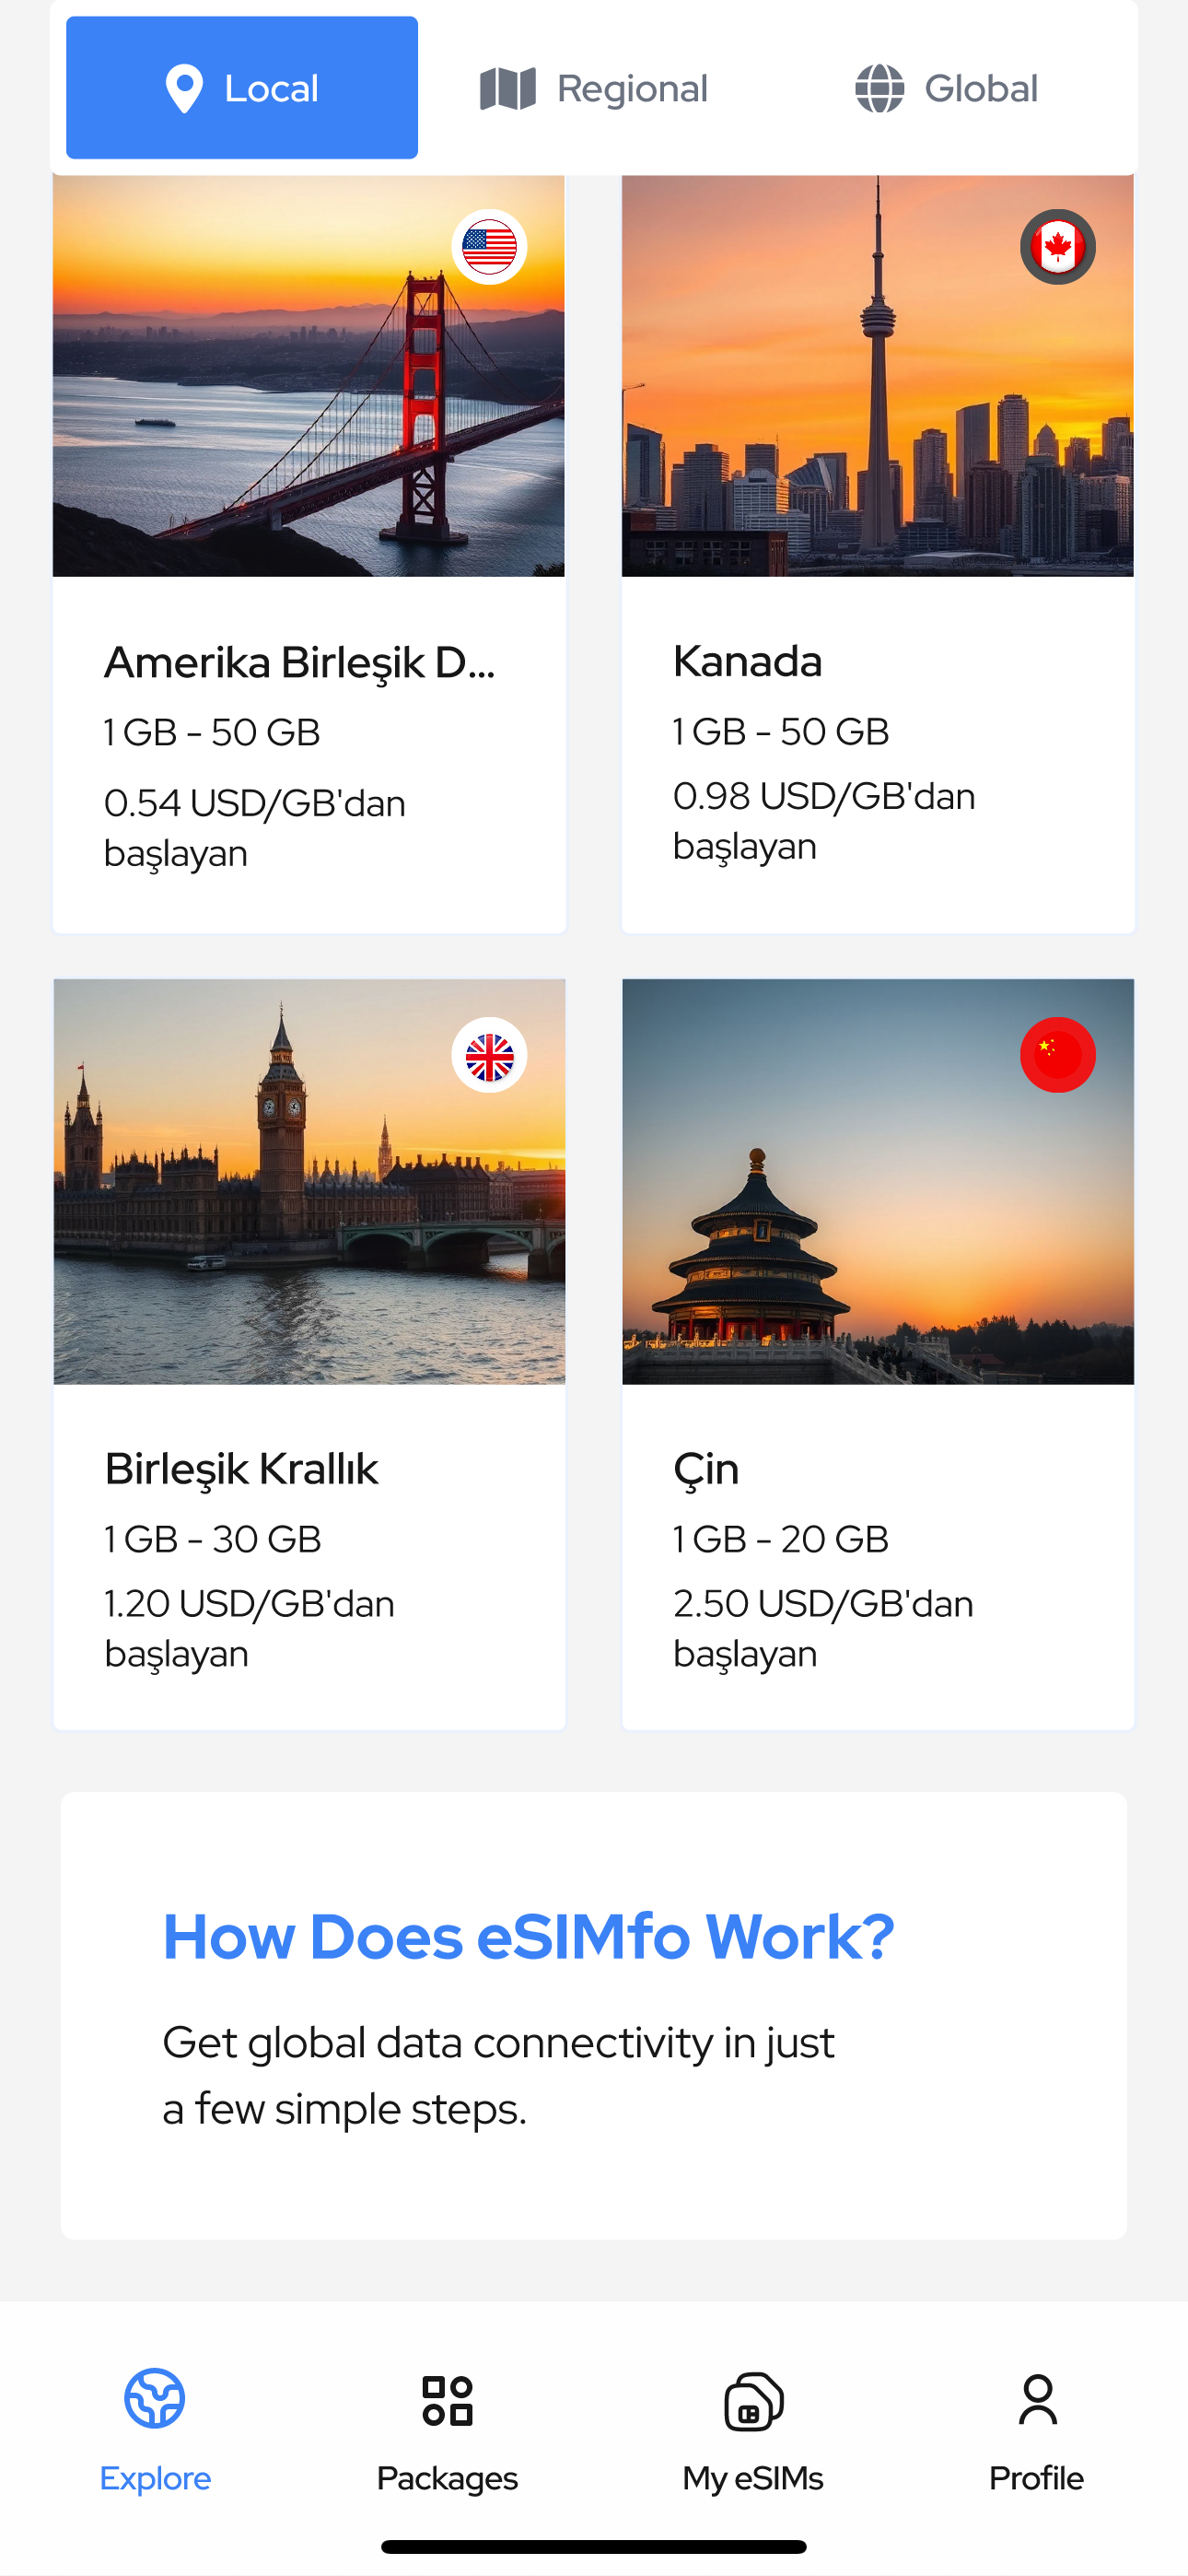 Local
Regional
Global
Amerika Birleşik D...
1 GB - 50 GB
0.54 USD/GB'dan
başlayan
Kanada
1 GB - 50 GB
0.98 USD/GB'dan
başlayan
Birleşik Krallık
1 GB - 30 GB
1.20 USD/GB'dan
başlayan
Çin
1 GB - 20 GB
2.50 USD/GB'dan
başlayan
How Does eSIMfo Work?
Get global data connectivity in just
a few simple steps.
Explore
Packages
My eSIMs
Profile